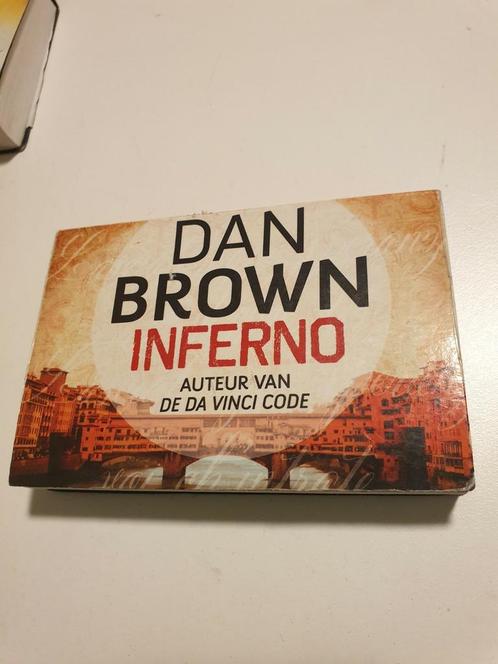 DAN
BROWN
INFERNO
AUTEUR VAN
DE DA VINCI CODE